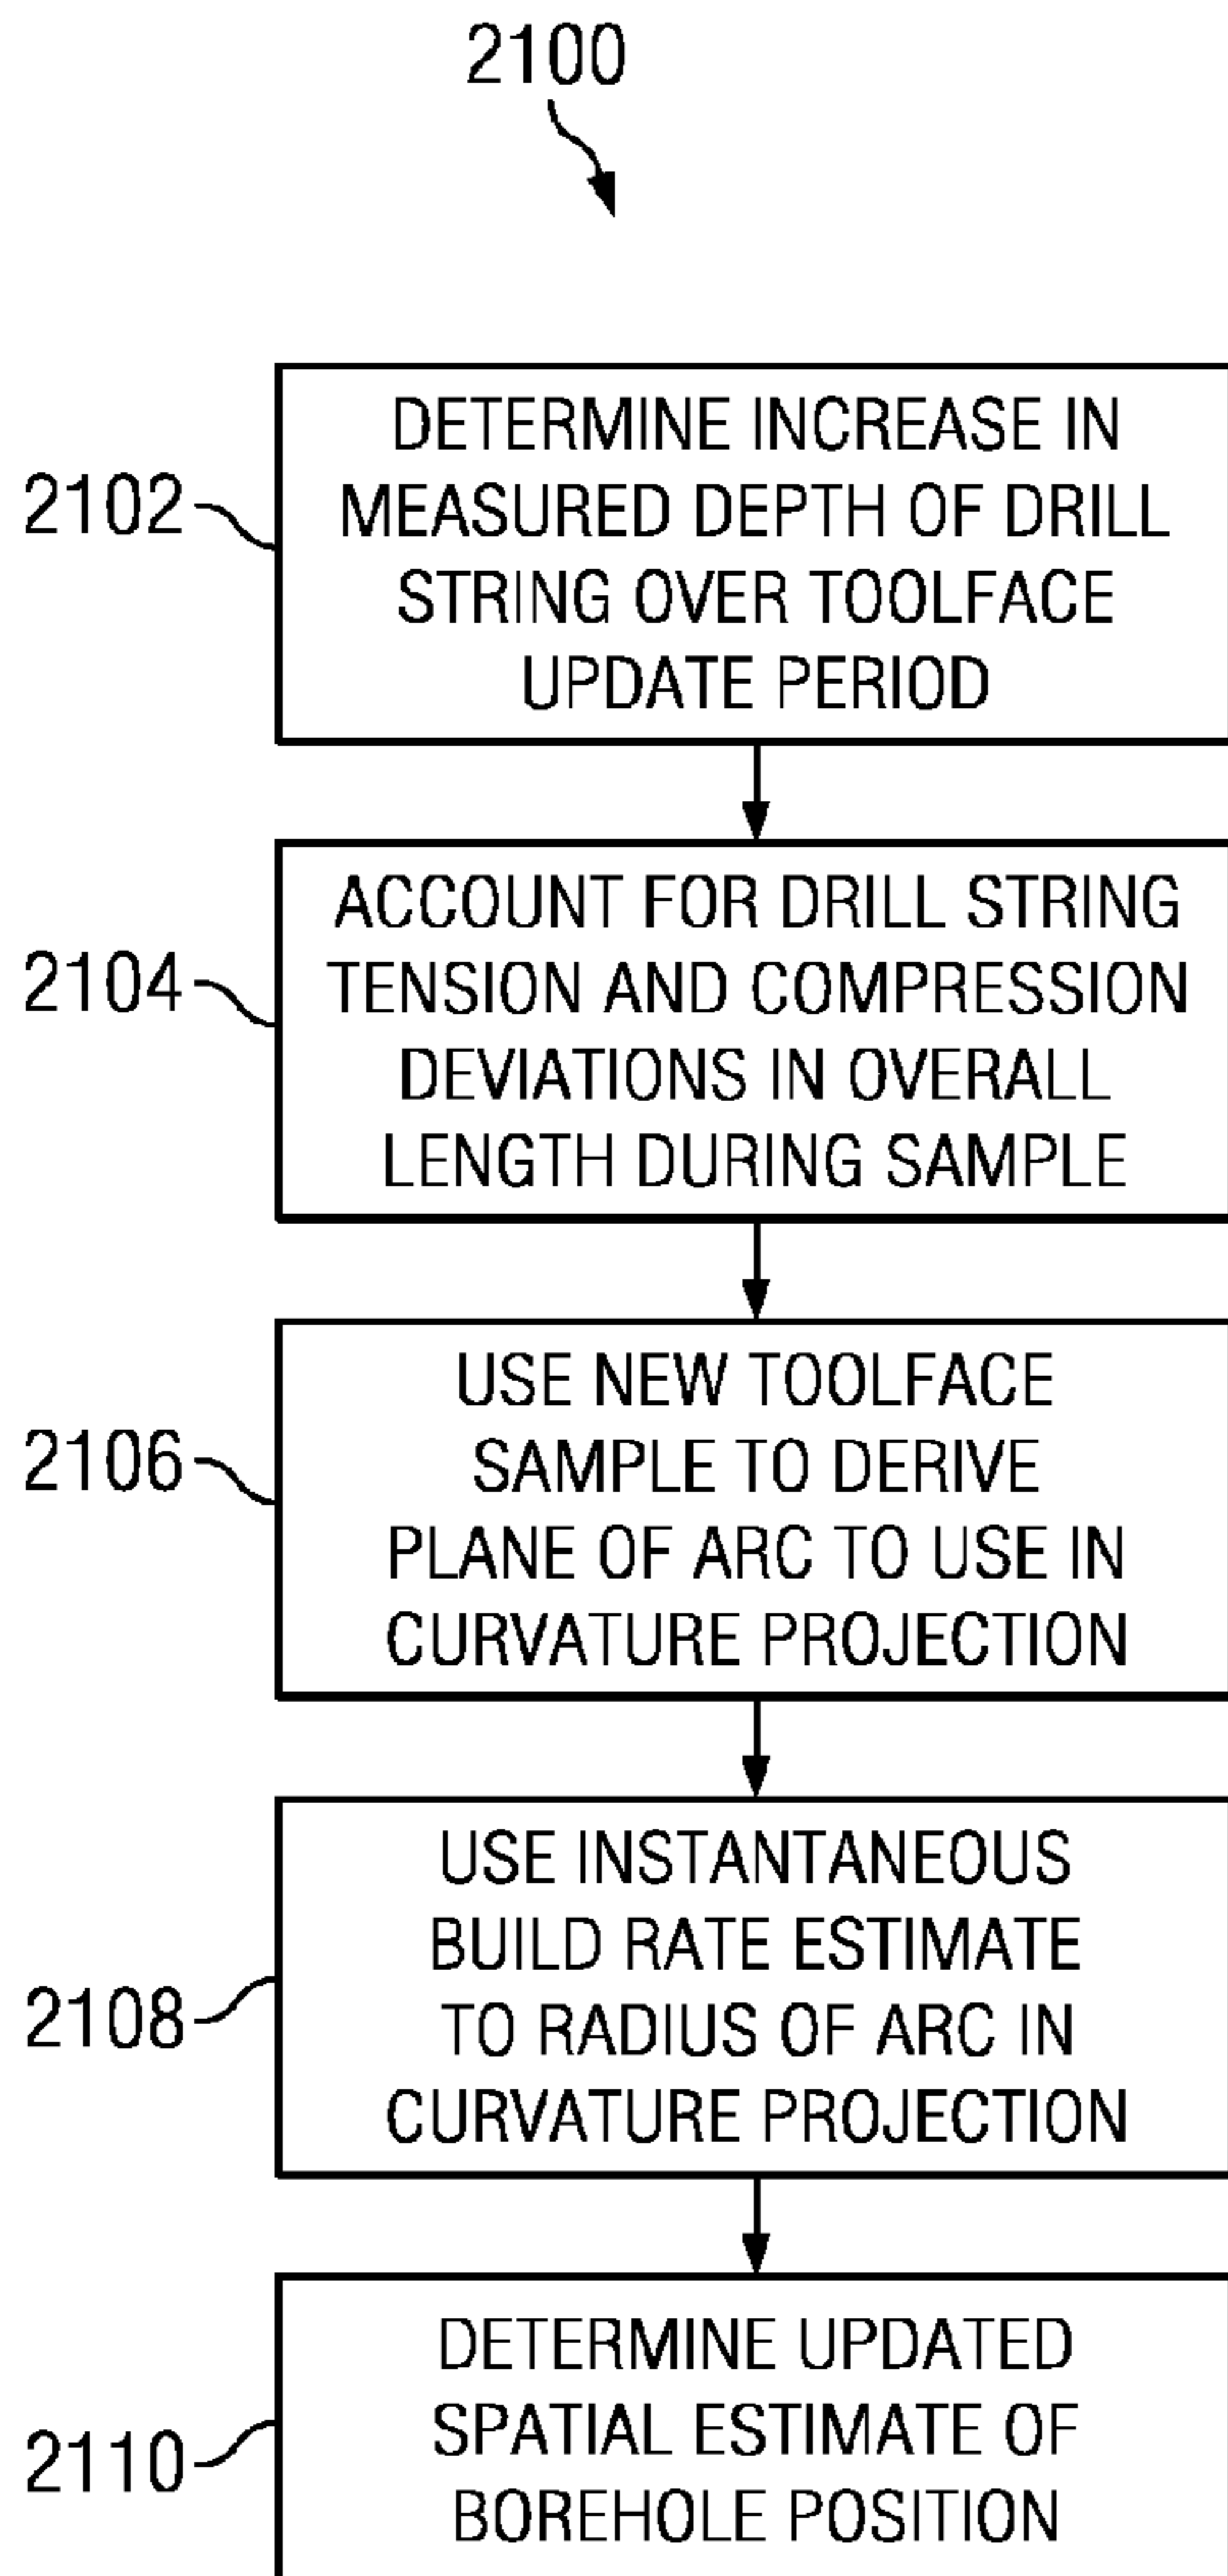 2100
2102
DETERMINE INCREASE IN
MEASURED DEPTH OF DRILL
STRING OVER TOOLFACE
UPDATE PERIOD
2104
ACCOUNT FOR DRILL STRING
TENSION AND COMPRESSION
DEVIATIONS IN OVERALL
LENGTH DURING SAMPLE
2106
USE NEW TOOLFACE
SAMPLE TO DERIVE
PLANE OF ARC TO USE IN
CURVATURE PROJECTION
2108
USE INSTANTANEOUS
BUILD RATE ESTIMATE
TO RADIUS OF ARC IN
CURVATURE PROJECTION
2110
DETERMINE UPDATED
SPATIAL ESTIMATE OF
BOREHOLE POSITION